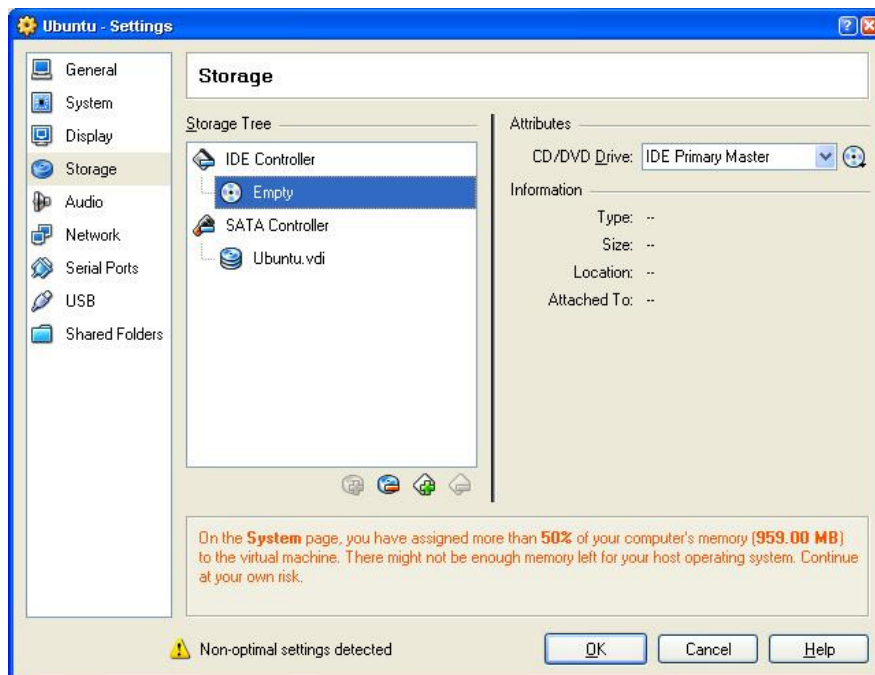 Ubuntu - Settings
General
System
Display
Storage
Audio
Network
Serial Ports
USB
Shared Folders
Storage
Storage Tree
IDE Controller
Empty
SATA Controller
Ubuntu.vdi
Attributes
CD/DVD Drive: IDE Primary Master
Information
Type: --
Size: --
Location: --
Attached To: --
On the System page, you have assigned more than 50% of your computer's memory (959.00 MB)
to the virtual machine. There might not be enough memory left for your host operating system. Continue
at your own risk.
Non-optimal settings detected
OK
Cancel
Help